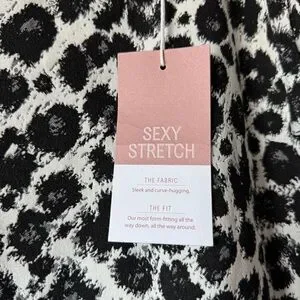 SEXY
STRETCH
THE FABRIC
Sleek and curve-hugging.
THE FIT
Our most form-fitting all the
way down, all the way around.